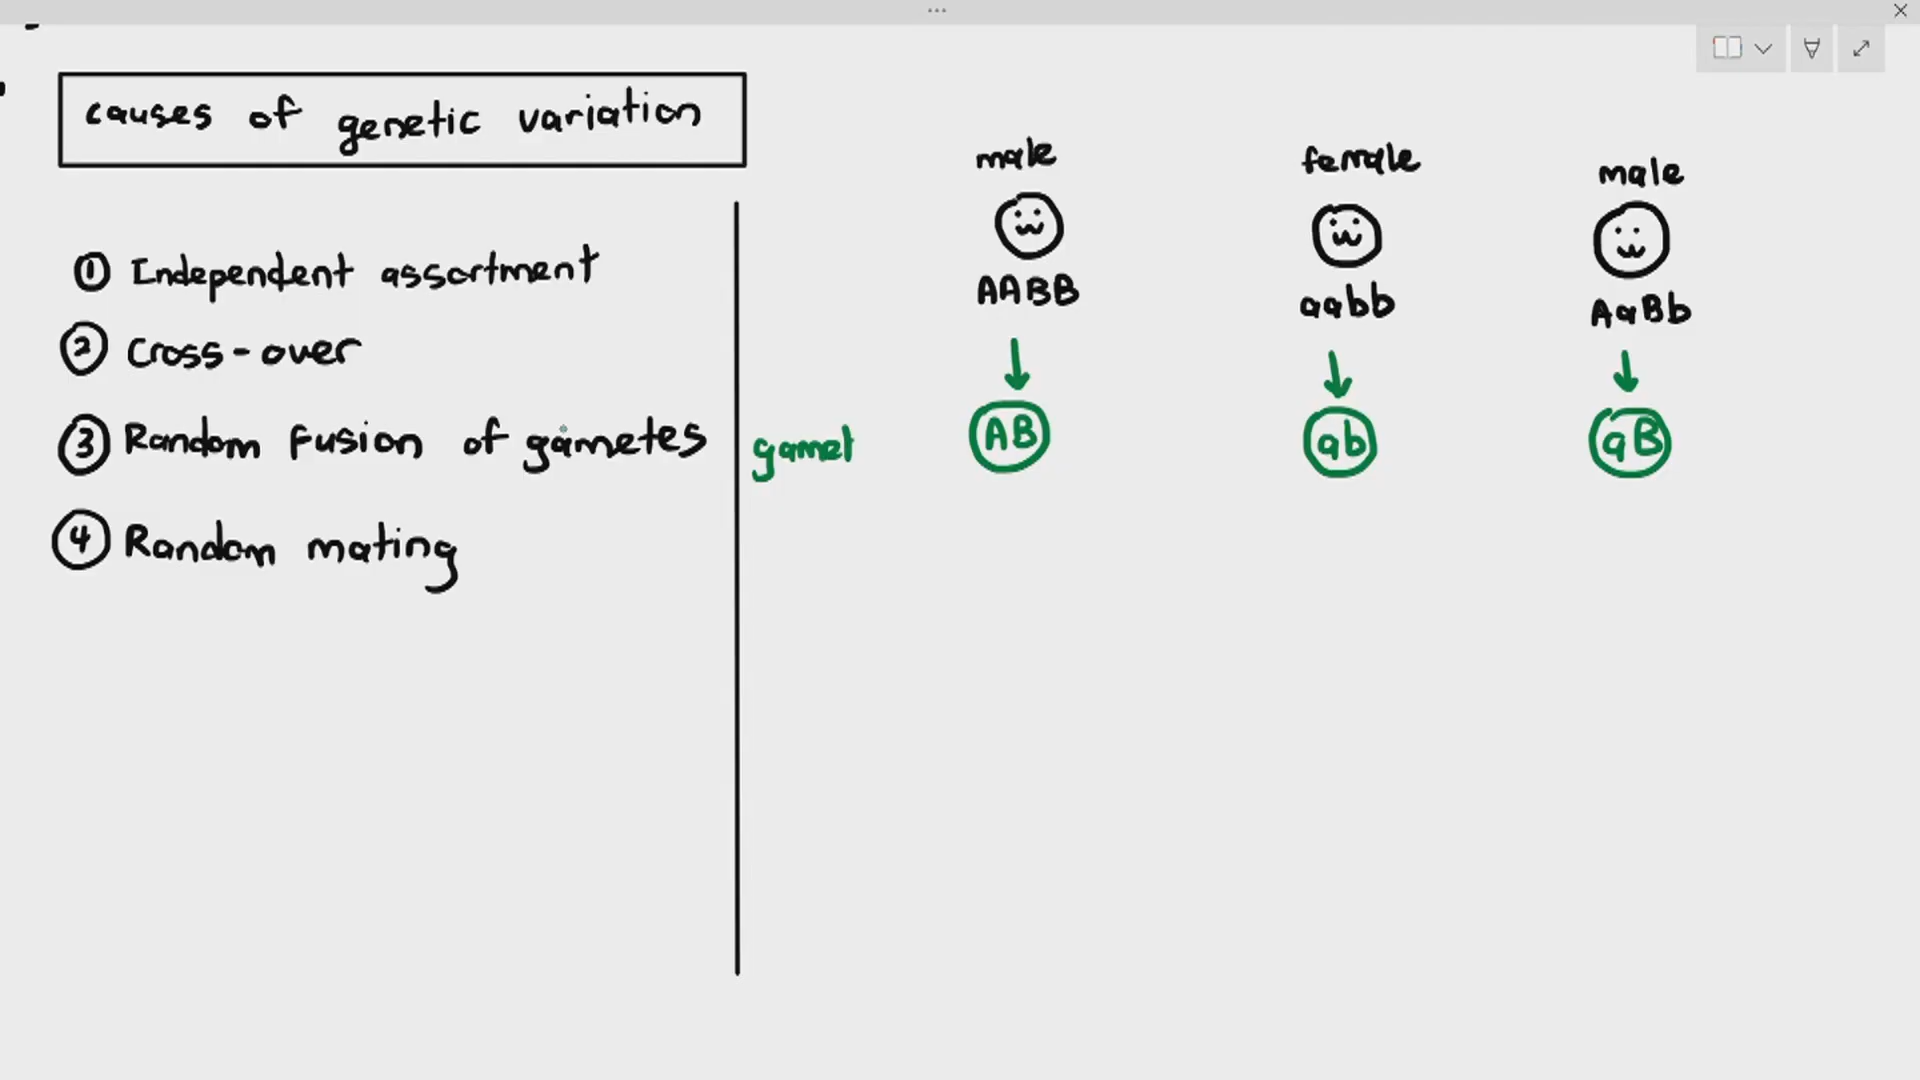 causes of genetic variation
① Independent assortment
② Cross-over
③ Random fusion of gametes
④ Random mating
male female male
AABB aabb AaBb
gamet AB ab aB